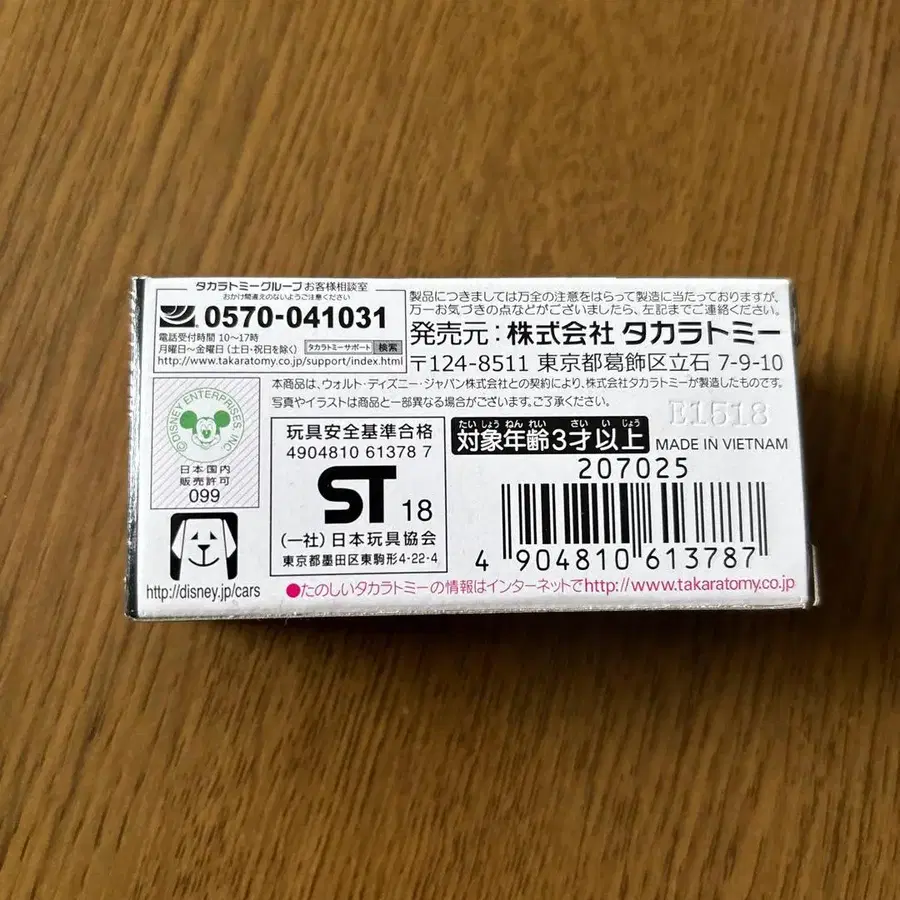 タカラトミーグループ お客様相談室
おかけ間違えのないようご注意ください
0570-041031
電話受付時間 10〜17時
月曜日〜金曜日(土・日・祝日を除く)
タカラトミーサポート 検索
http://www.takaratomy.co.jp/support/index.html
製品につきましては万全の注意をはらって製造に当たっておりますが、
万一お気づきの点などがございましたら、左記までご連絡ください。
発売元:株式会社 タカラトミー
〒124-8511 東京都葛飾区立石 7-9-10
本商品は、ウォルト・ディズニー・ジャパン株式会社との契約により、株式会社タカラトミーが製造したものです。
写真やイラストは商品と一部異なる場合がございます。ご了承ください。
©DISNEY ENTERPRISES INC
日本国内
販売許可
099
http://disney.jp/cars
玩具安全基準合格
4904810 61378 7
ST 18
(一社)日本玩具協会
東京都墨田区東駒形4-22-4
たいしょう ねん れい さい い じょう
対象年齢3才以上
E1518
MADE IN VIETNAM
207025
4 904810 613787
●たのしいタカラトミーの情報はインターネットでhttp://www.takaratomy.co.jp